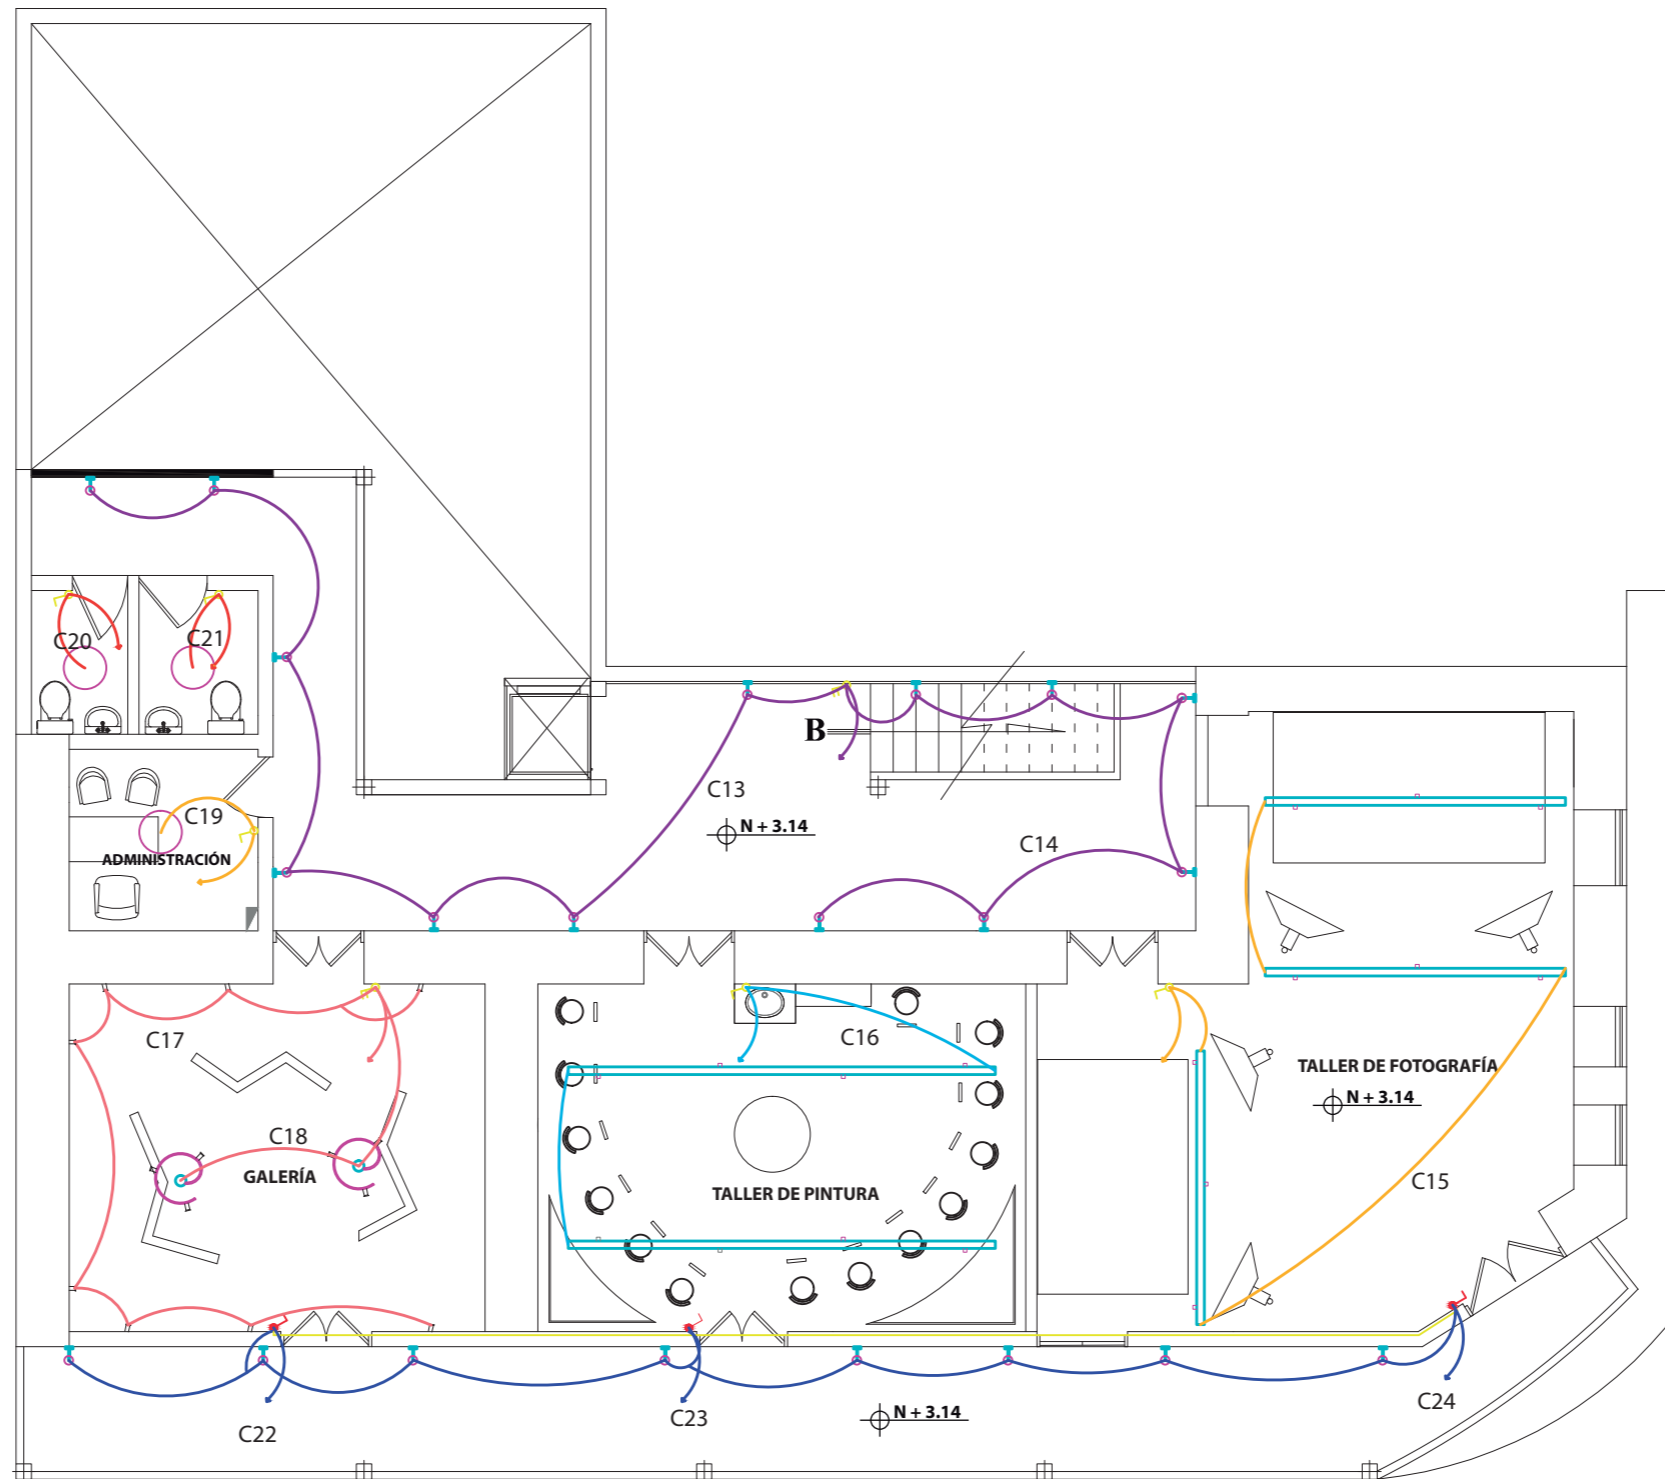 C20
C21
B
C13
C19
N + 3.14
C14
ADMINISTRACIÓN
C17
C16
TALLER DE FOTOGRAFÍA
N + 3.14
C18
GALERÍA
TALLER DE PINTURA
C15
C24
N + 3.14
C23
C22